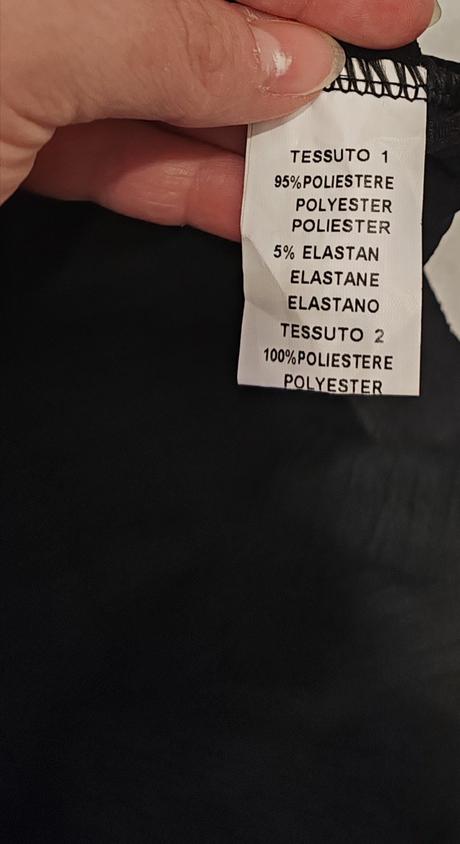 TESSUTO 1
95%POLIESTERE
POLYESTER
POLIESTER
5% ELASTAN
ELASTANE
ELASTANO
TESSUTO 2
100%POLIESTERE
POLYESTER